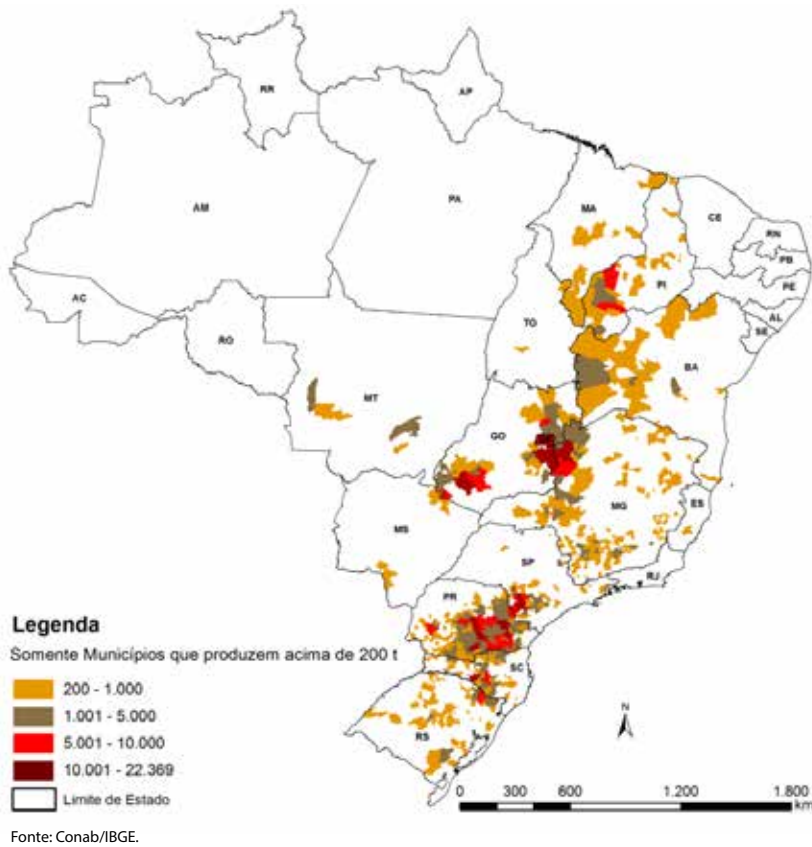 RR
AP
AM
PA
MA
CE
RN
PB
PE
AL
SE
PI
AC
RO
TO
BA
MT
GO
MG
ES
MS
SP
RJ
PR
SC
RS
Legenda
Somente Municípios que produzem acima de 200 t
200 - 1.000
1.001 - 5.000
5.001 - 10.000
10.001 - 22.369
Limite de Estado
N
0 300 600 1.200 1.800
km
Fonte: Conab/IBGE.